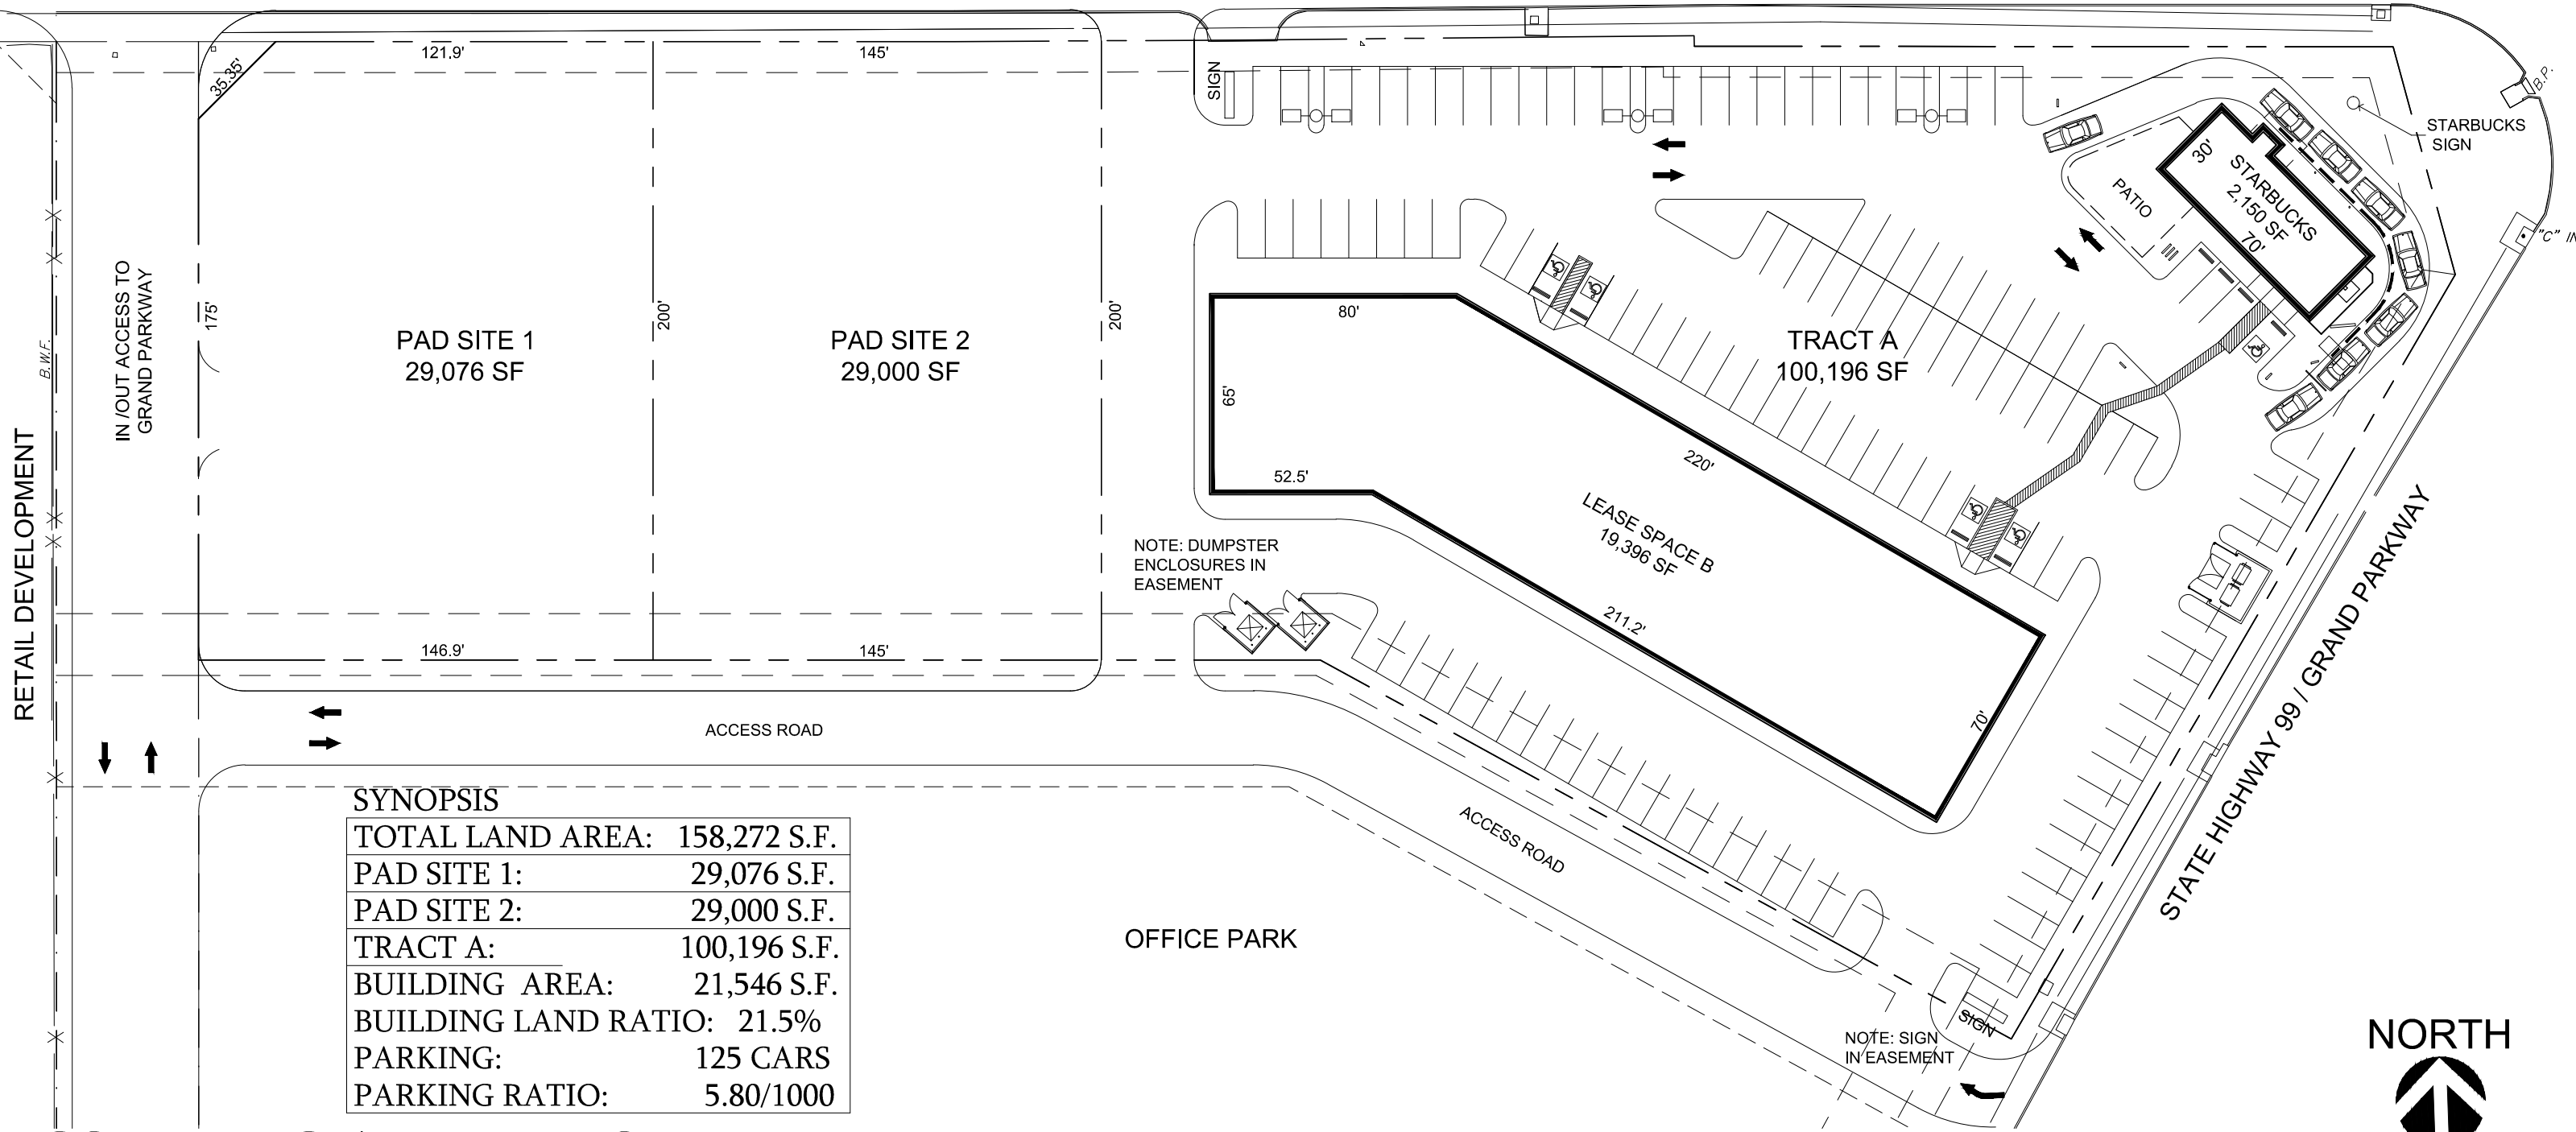 121.9'
145'
35.35'
SIGN
B.P.
STARBUCKS
SIGN
30'
STARBUCKS
2,150 SF
70'
PATIO
IN /OUT ACCESS TO
GRAND PARKWAY
175'
200'
200'
80'
PAD SITE 1
29,076 SF
PAD SITE 2
29,000 SF
TRACT A
100,196 SF
B.W.F.
65'
220'
52.5'
LEASE SPACE B
19,396 SF
RETAIL DEVELOPMENT
NOTE: DUMPSTER
ENCLOSURES IN
EASEMENT
211.2'
146.9'
145'
70'
STATE HIGHWAY 99 / GRAND PARKWAY
ACCESS ROAD
ACCESS ROAD
SYNOPSIS
TOTAL LAND AREA: 158,272 S.F.
PAD SITE 1: 29,076 S.F.
PAD SITE 2: 29,000 S.F.
TRACT A: 100,196 S.F.
BUILDING AREA: 21,546 S.F.
BUILDING LAND RATIO: 21.5%
PARKING: 125 CARS
PARKING RATIO: 5.80/1000
OFFICE PARK
SIGN
NOTE: SIGN
IN EASEMENT
NORTH